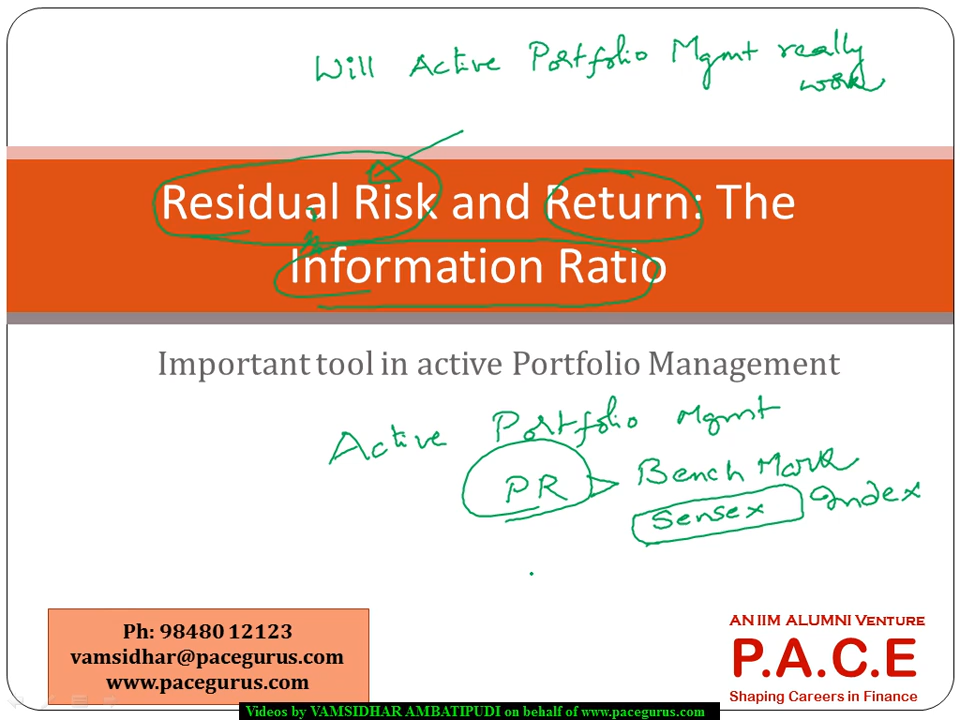 Will Active Portfolio Mgmt really
work
Residual Risk and Return: The
Information Ratio
Important tool in active Portfolio Management
Active Portfolio Mgmt
PR > Bench Mark
Sensex Index
Ph: 98480 12123
vamsidhar@pacegurus.com
www.pacegurus.com
AN IIM ALUMNI VENTURE
P.A.C.E
Shaping Careers in Finance
Videos by VAMSIDHAR AMBATIPUDI on behalf of www.pacegurus.com